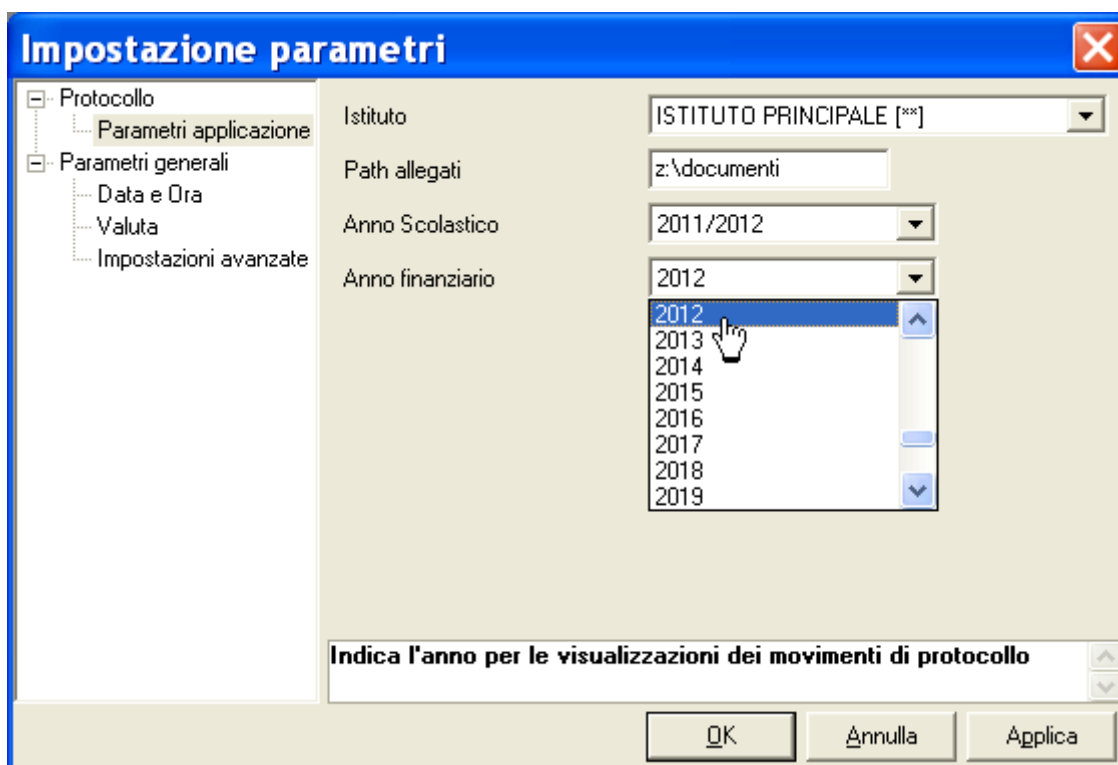 Impostazione parametri
Protocollo
Parametri applicazione
Parametri generali
Data e Ora
Valuta
Impostazioni avanzate
Istituto
ISTITUTO PRINCIPALE [**]
Path allegati
z:\documenti
Anno Scolastico
2011/2012
Anno finanziario
2012
2012
2013
2014
2015
2016
2017
2018
2019
Indica l'anno per le visualizzazioni dei movimenti di protocollo
OK
Annulla
Applica